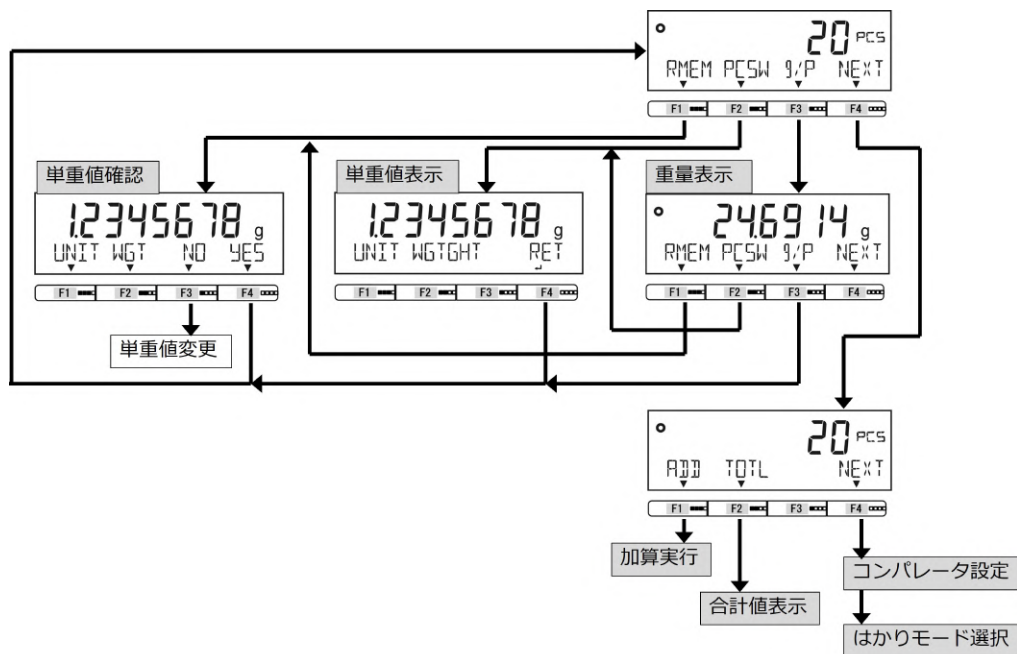 20 PCS
RMEM PCSW g/P NEXT
F1 F2 F3 F4
単重値確認
1.2345678 g
UNIT WGT NO YES
F1 F2 F3 F4
単重値変更
単重値表示
1.2345678 g
UNIT WGTGHT RET
F1 F2 F3 F4
重量表示
24.6914 g
RMEM PCSW g/P NEXT
F1 F2 F3 F4
20 PCS
ADD TOTL NEXT
F1 F2 F3 F4
加算実行
合計値表示
コンパレータ設定
はかりモード選択